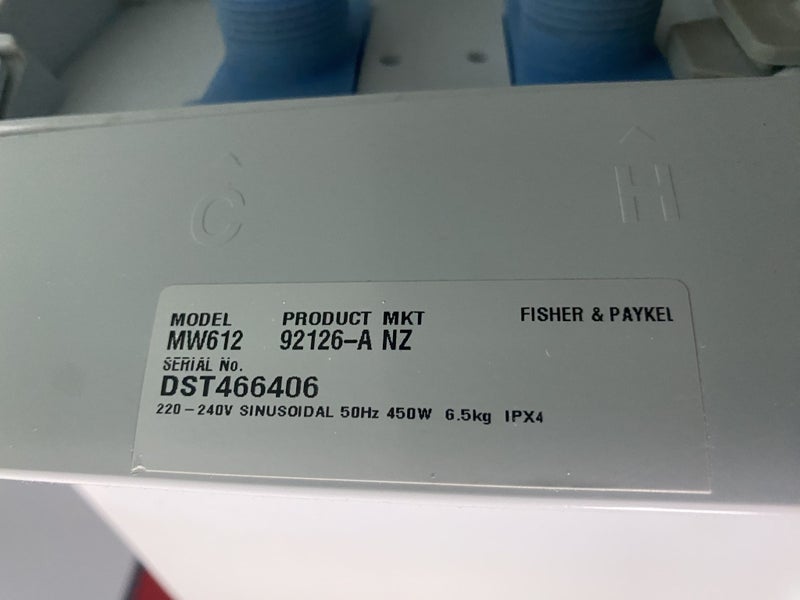 C H
MODEL PRODUCT MKT FISHER & PAYKEL
MW612 92126-A NZ
SERIAL No.
DST466406
220-240V SINUSOIDAL 50Hz 450W 6.5kg IPX4